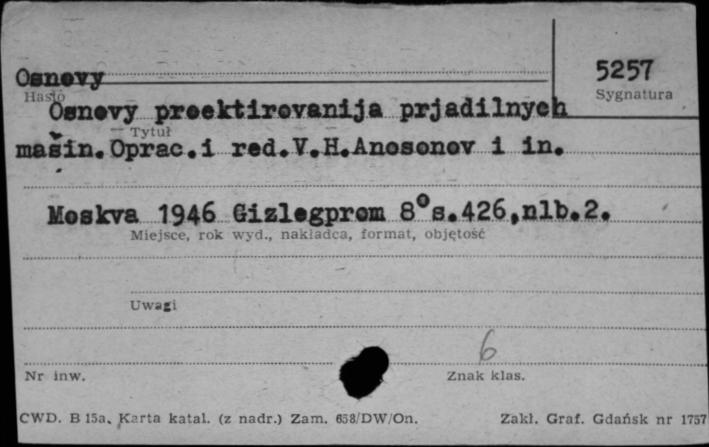 Osnovy
5257
Hasło
Sygnatura
Osnovy proektirovanija prjadilnych
Tytuł
mašin. Oprac.i red.V.H.Anosonov i in.
Moskva 1946 Gizlegprom 8°s.426,nlb.2.
Miejsce, rok wyd., nakładca, format, objętość
Uwagi
6
Nr inw.
Znak klas.
CWD. B 15a. Karta katal. (z nadr.) Zam. 658/DW/On.
Zakł. Graf. Gdańsk nr 1757